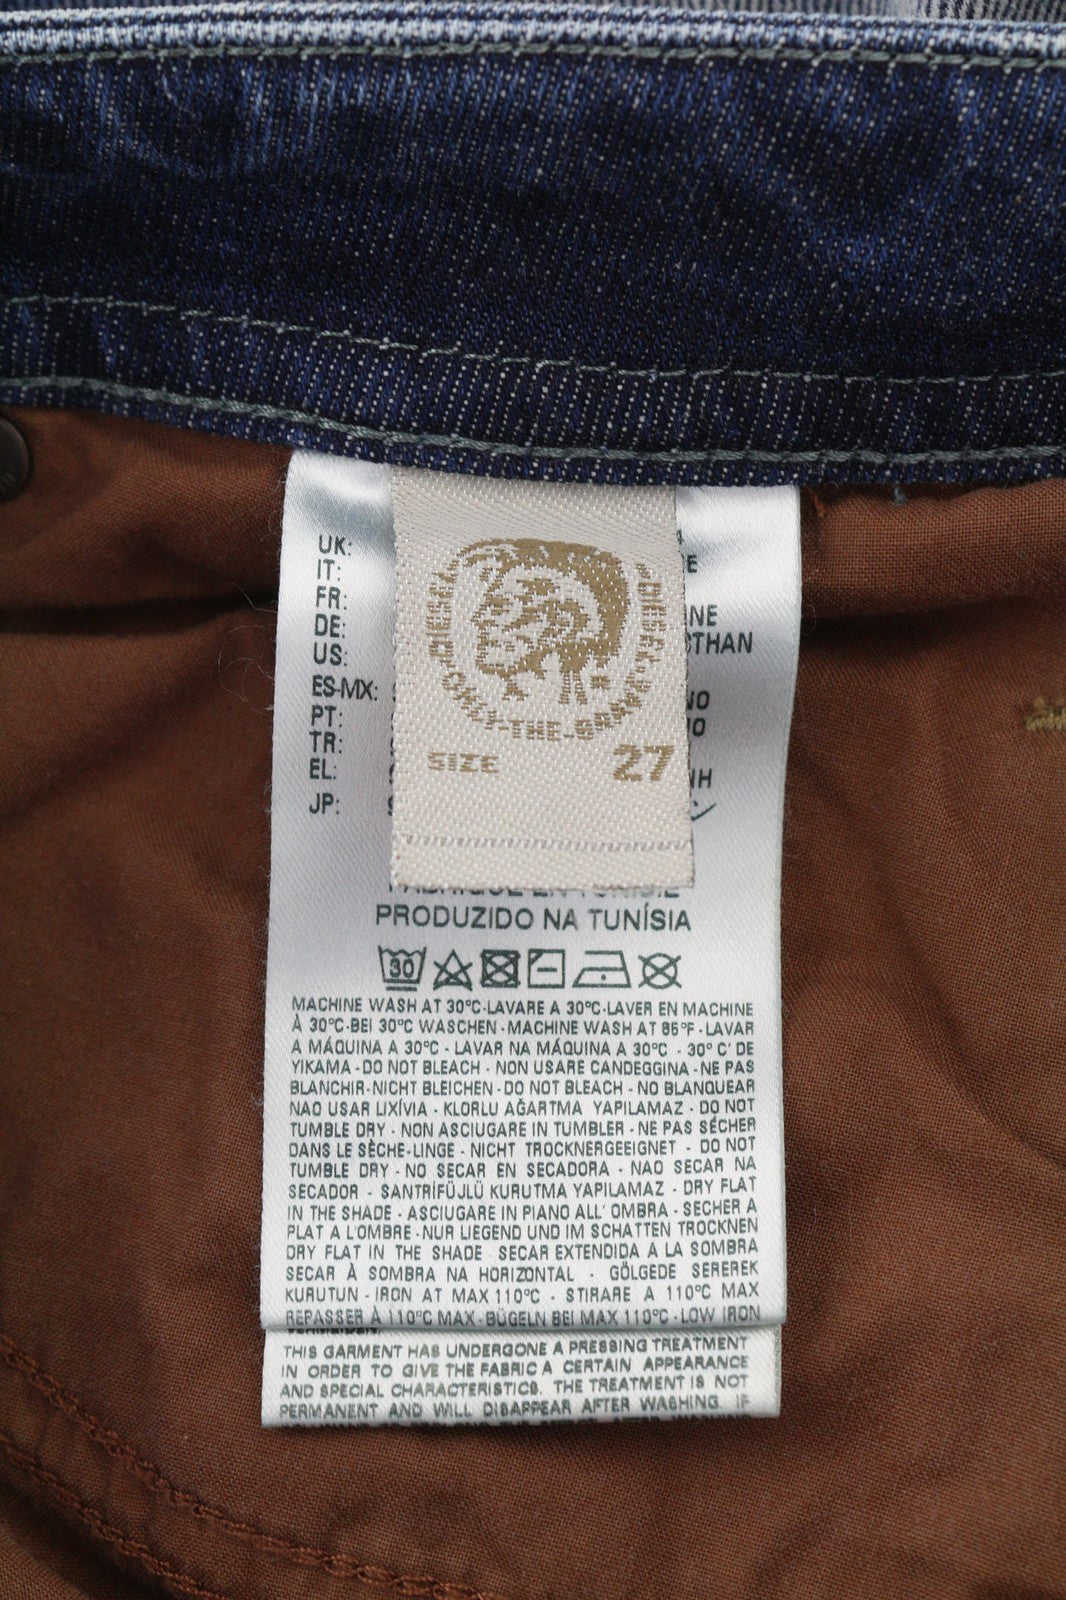 DIESEL
DIESEL
ONLY-THE-BRAVE
SIZE 27
UK:
IT:
FR:
DE:
US:
ES-MX:
PT:
TR:
EL:
JP:
PRODUZIDO NA TUNÍSIA
30
MACHINE WASH AT 30°C-LAVARE A 30°C-LAVER EN MACHINE
À 30°C-BEI 30°C WASCHEN-MACHINE WASH AT 85°F-LAVAR
A MÁQUINA A 30°C - LAVAR NA MÁQUINA A 30°C - 30° C' DE
YIKAMA-DO NOT BLEACH - NON USARE CANDEGGINA-NE PAS
BLANCHIR-NICHT BLEICHEN-DO NOT BLEACH - NO BLANQUEAR
NAO USAR LIXÍVIA - KLORLU AĞARTMA YAPILAMAZ - DO NOT
TUMBLE DRY - NON ASCIUGARE IN TUMBLER - NE PAS SÉCHER
DANS LE SÈCHE-LINGE - NICHT TROCKNERGEEIGNET - DO NOT
TUMBLE DRY - NO SECAR EN SECADORA - NAO SECAR NA
SECADOR - SANTRİFÜJLÜ KURUTMA YAPILAMAZ - DRY FLAT
IN THE SHADE - ASCIUGARE IN PIANO ALL' OMBRA - SECHER A
PLAT A L'OMBRE-NUR LIEGEND UND IM SCHATTEN TROCKNEN
DRY FLAT IN THE SHADE SECAR EXTENDIDA A LA SOMBRA
SECAR À SOMBRA NA HORIZONTAL - GÖLGEDE SEREREK
KURUTUN - IRON AT MAX 110°C - STIRARE A 110°C MAX
REPASSER À 110°C MAX-BÜGELN BEI MAX 110°C-LOW IRON
THIS GARMENT HAS UNDERGONE A PRESSING TREATMENT
IN ORDER TO GIVE THE FABRIC A CERTAIN APPEARANCE
AND SPECIAL CHARACTERISTICS. THE TREATMENT IS NOT
PERMANENT AND WILL DISAPPEAR AFTER WASHING. IF